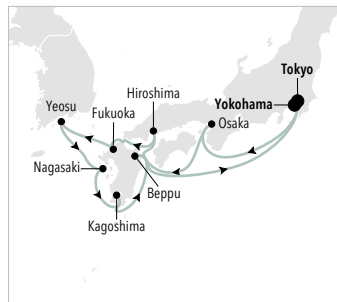 Tokyo
Hiroshima
Yeosu
Yokohama
Fukuoka
Osaka
Nagasaki
Beppu
Kagoshima